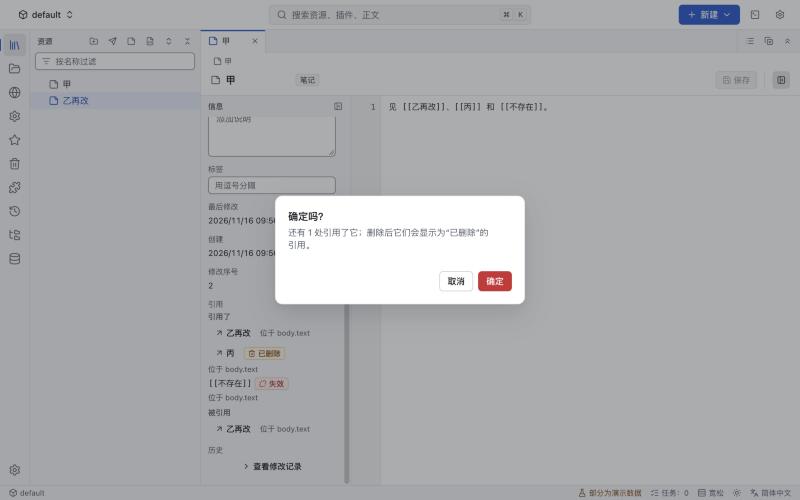 default
搜索资源、插件、正文
⌘ K
新建
资源
按名称过滤
甲
乙再改
甲
甲
甲
笔记
保存
信息
添加说明
标签
用逗号分隔
最后修改
2026/11/16 09:5
创建
2026/11/16 09:5
修改序号
2
引用
引用了
乙再改 位于 body.text
丙 已删除
位于 body.text
[[不存在]] 失效
位于 body.text
被引用
乙再改 位于 body.text
历史
查看修改记录
1 见 [[乙再改]]、[[丙]] 和 [[不存在]]。
确定吗?
还有 1 处引用了它；删除后它们会显示为“已删除”的
引用。
取消
确定
default
部分为演示数据
任务: 0
宽松
简体中文